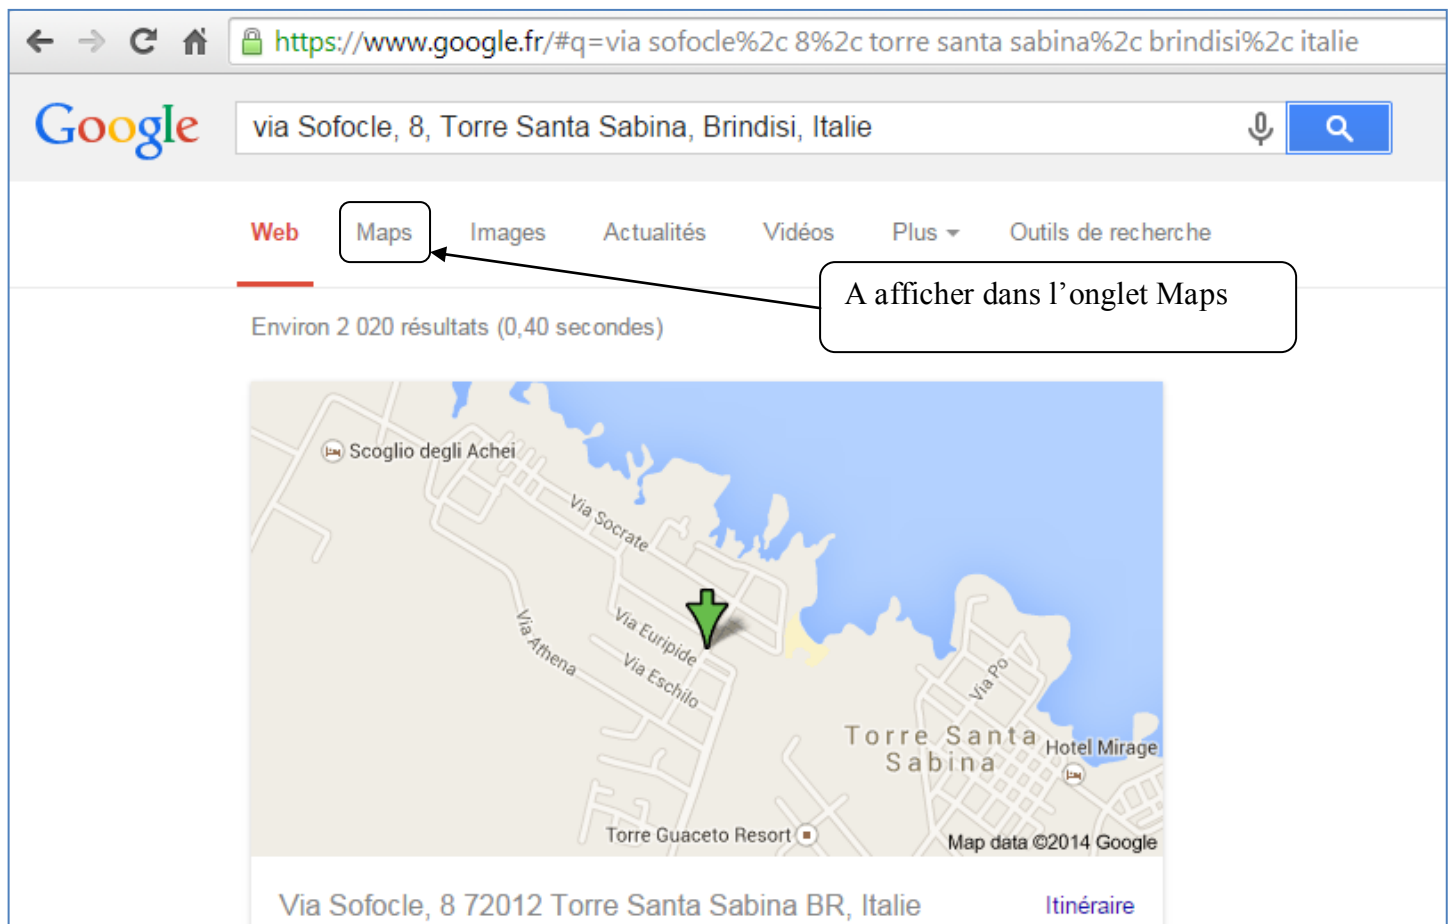 https://www.google.fr/#q=via sofocle%2c 8%2c torre santa sabina%2c brindisi%2c italie
Google
via Sofocle, 8, Torre Santa Sabina, Brindisi, Italie
Web Maps Images Actualités Vidéos Plus Outils de recherche
A afficher dans l’onglet Maps
Environ 2 020 résultats (0,40 secondes)
Scoglio degli Achei
Via Socrate
Via Euripide
Via Athena
Via Eschilo
Via Po
Torre Santa
Sabina
Hotel Mirage
Torre Guaceto Resort
Map data ©2014 Google
Via Sofocle, 8 72012 Torre Santa Sabina BR, Italie
Itinéraire